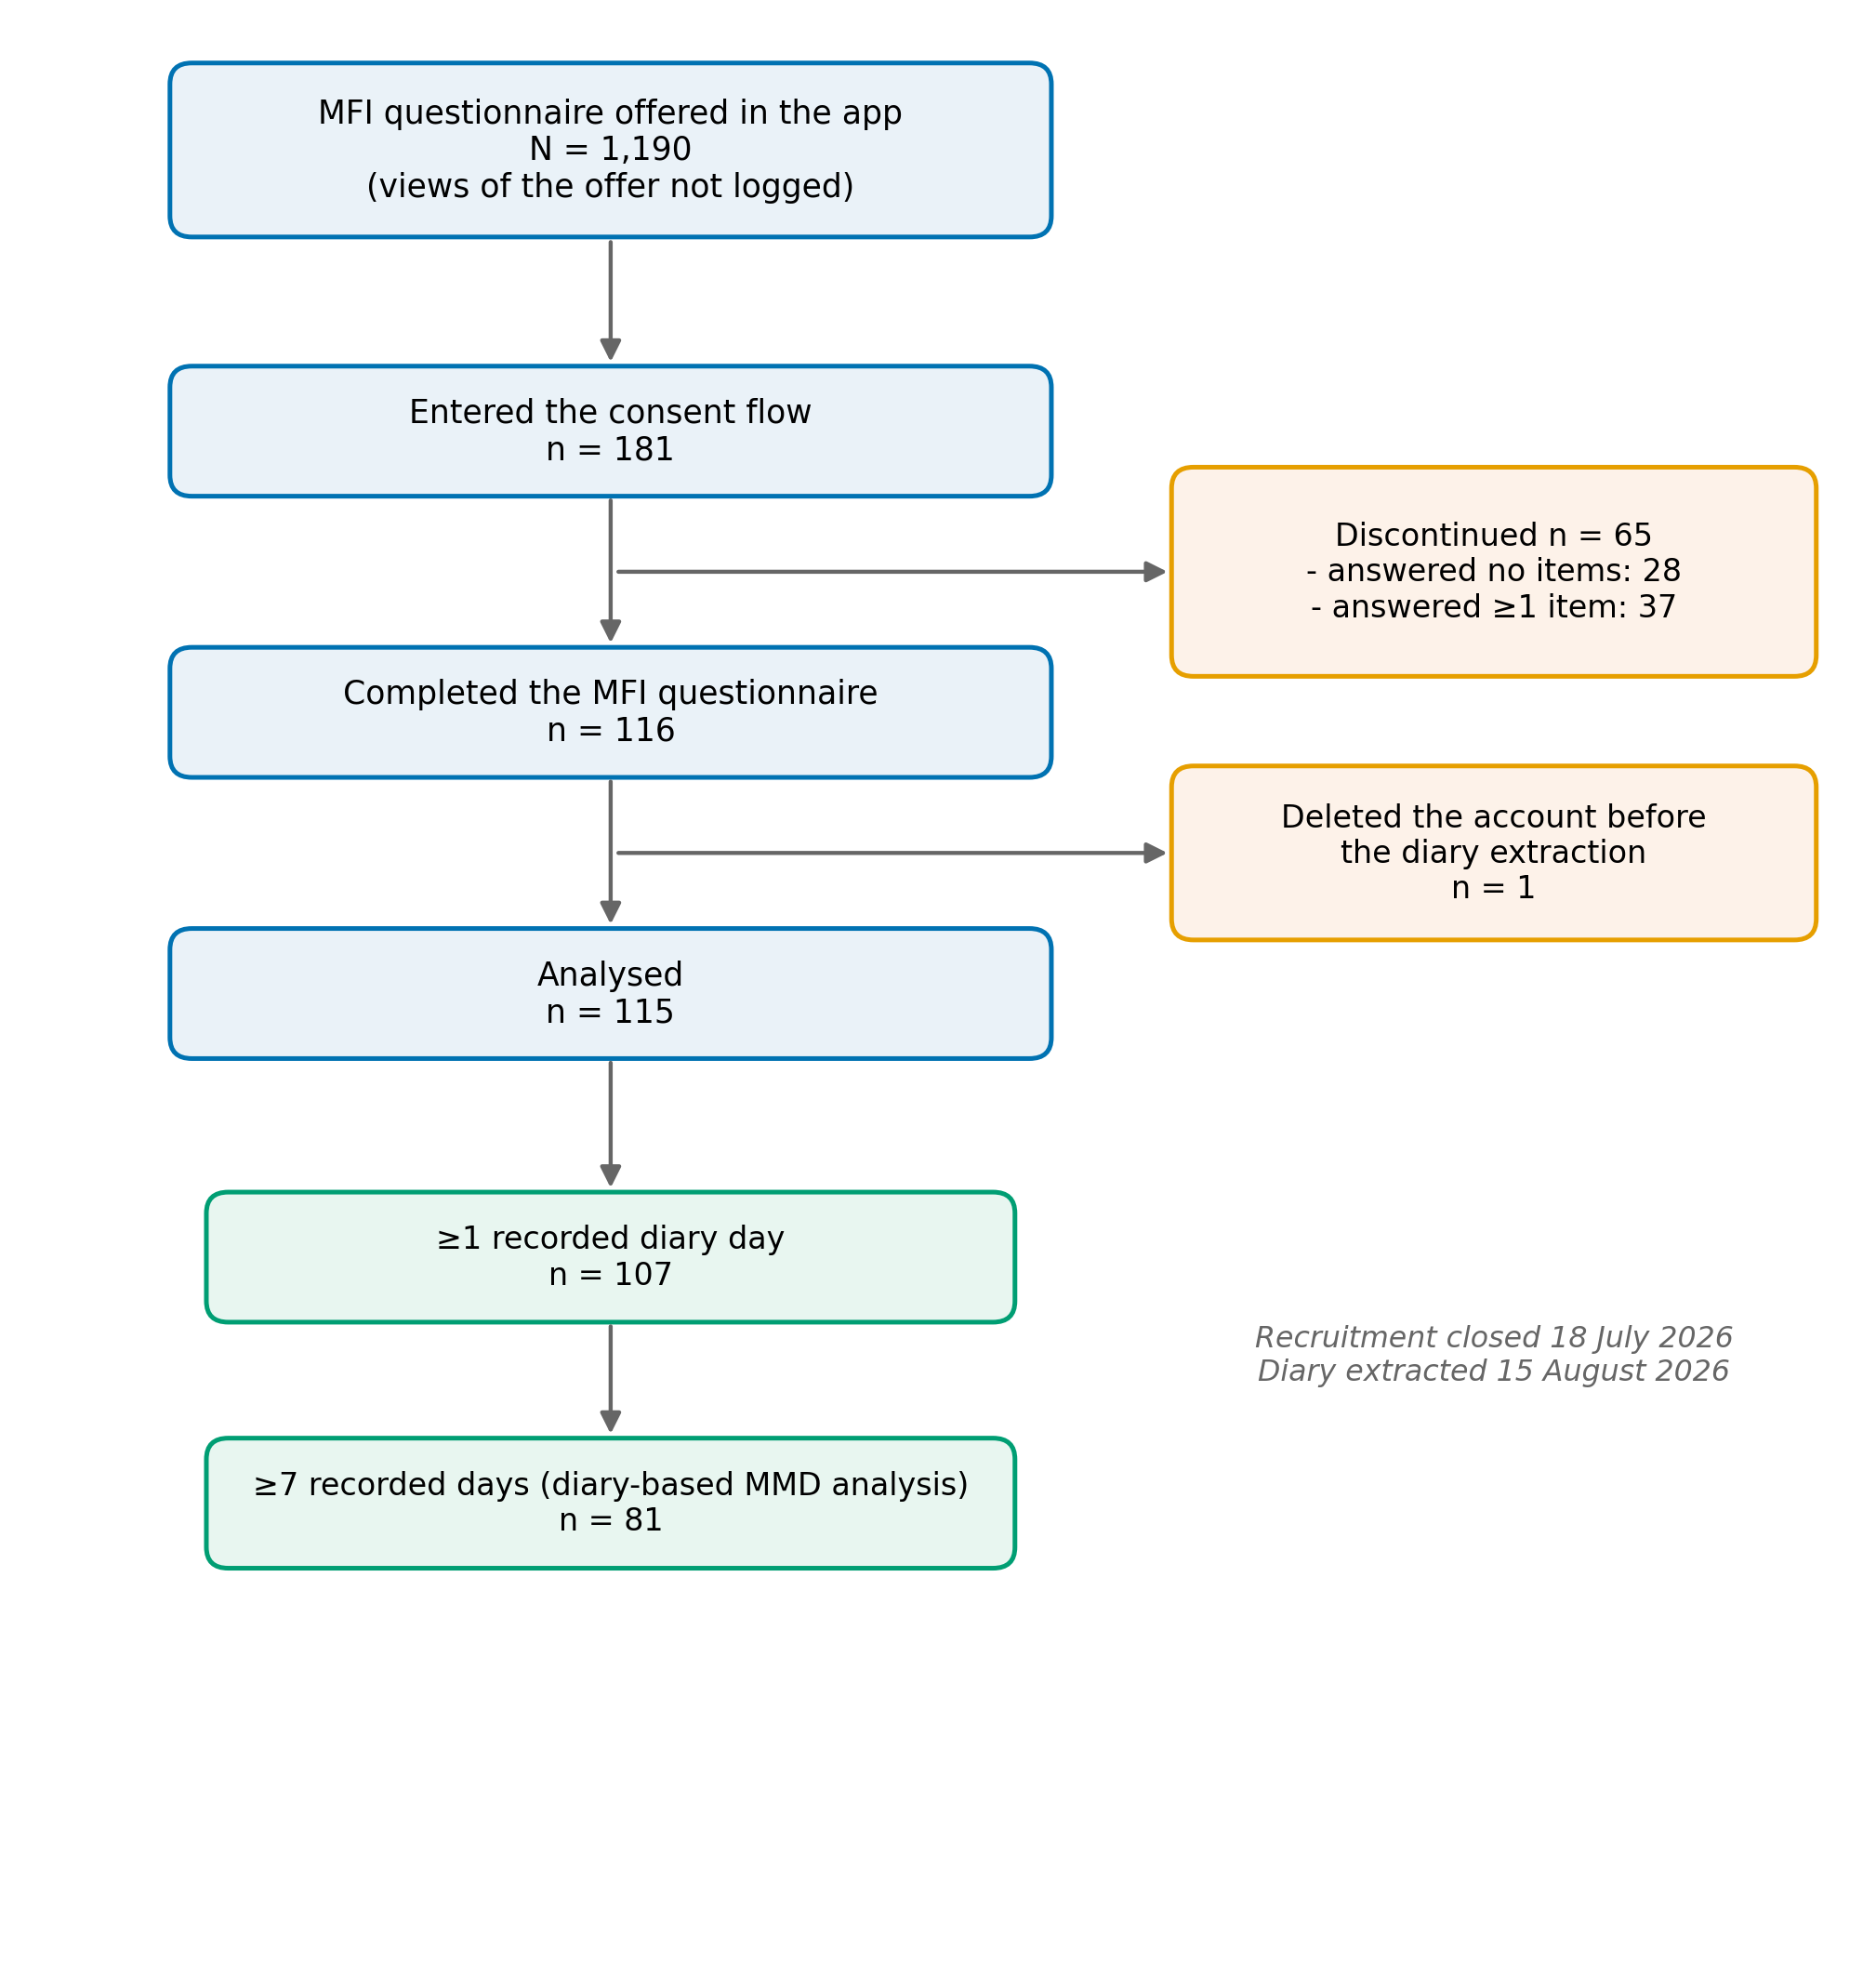 MFI questionnaire offered in the app
N = 1,190
(views of the offer not logged)
Entered the consent flow
n = 181
Discontinued n = 65
- answered no items: 28
- answered ≥1 item: 37
Completed the MFI questionnaire
n = 116
Deleted the account before
the diary extraction
n = 1
Analysed
n = 115
≥1 recorded diary day
n = 107
Recruitment closed 18 July 2026
Diary extracted 15 August 2026
≥7 recorded days (diary-based MMD analysis)
n = 81